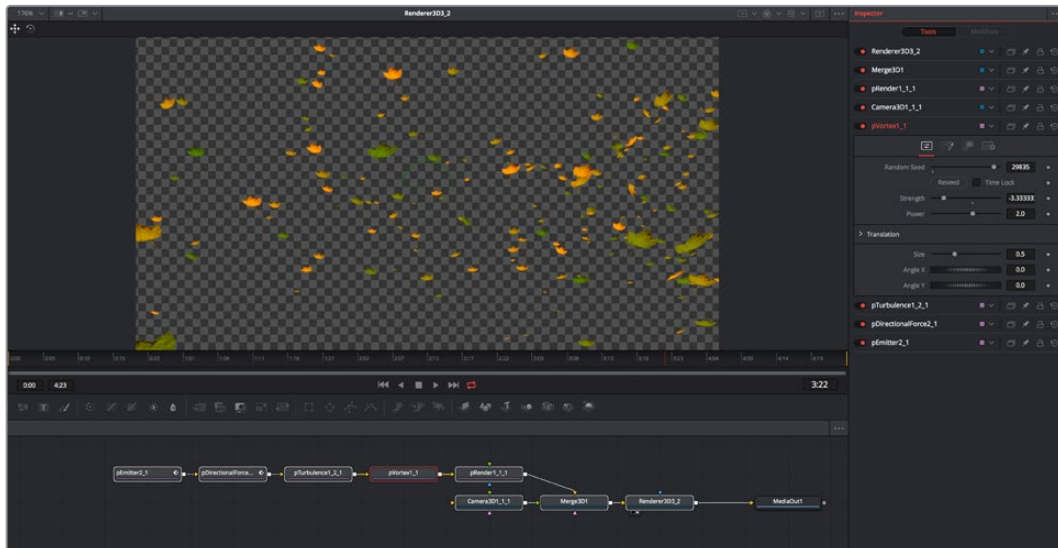 176%
Renderer3D3_2
Inspector
Tools
Modifiers
Renderer3D3_2
Merge3D1
pRender1_1_1
Camera3D1_1_1
pVortex1_1
Random Seed 29835
Reseed Time Lock
Strength -3.33333
Power 2.0
Translation
Size 0.5
Angle X 0.0
Angle Y 0.0
pTurbulence1_2_1
pDirectionalForce2_1
pEmitter2_1
0:00 4:23 3:22
pEmitter2_1 pDirectionalForce... pTurbulence1_2_1 pVortex1_1 pRender1_1_1
Camera3D1_1_1 Merge3D1 Renderer3D3_2 MediaOut1